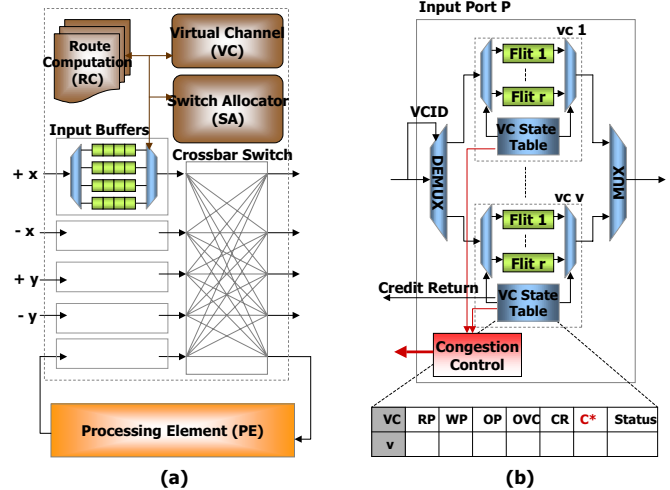 Route
Computation
(RC)
Virtual Channel
(VC)
Switch Allocator
(SA)
Input Buffers
Crossbar Switch
+ x
- x
+ y
- y
Processing Element (PE)
(a)
Input Port P
vc 1
Flit 1
Flit r
VC State
Table
VCID
DEMUX
MUX
vc v
Flit 1
Flit r
VC State
Table
Credit Return
Congestion
Control
VC RP WP OP OVC CR C* Status
v
(b)